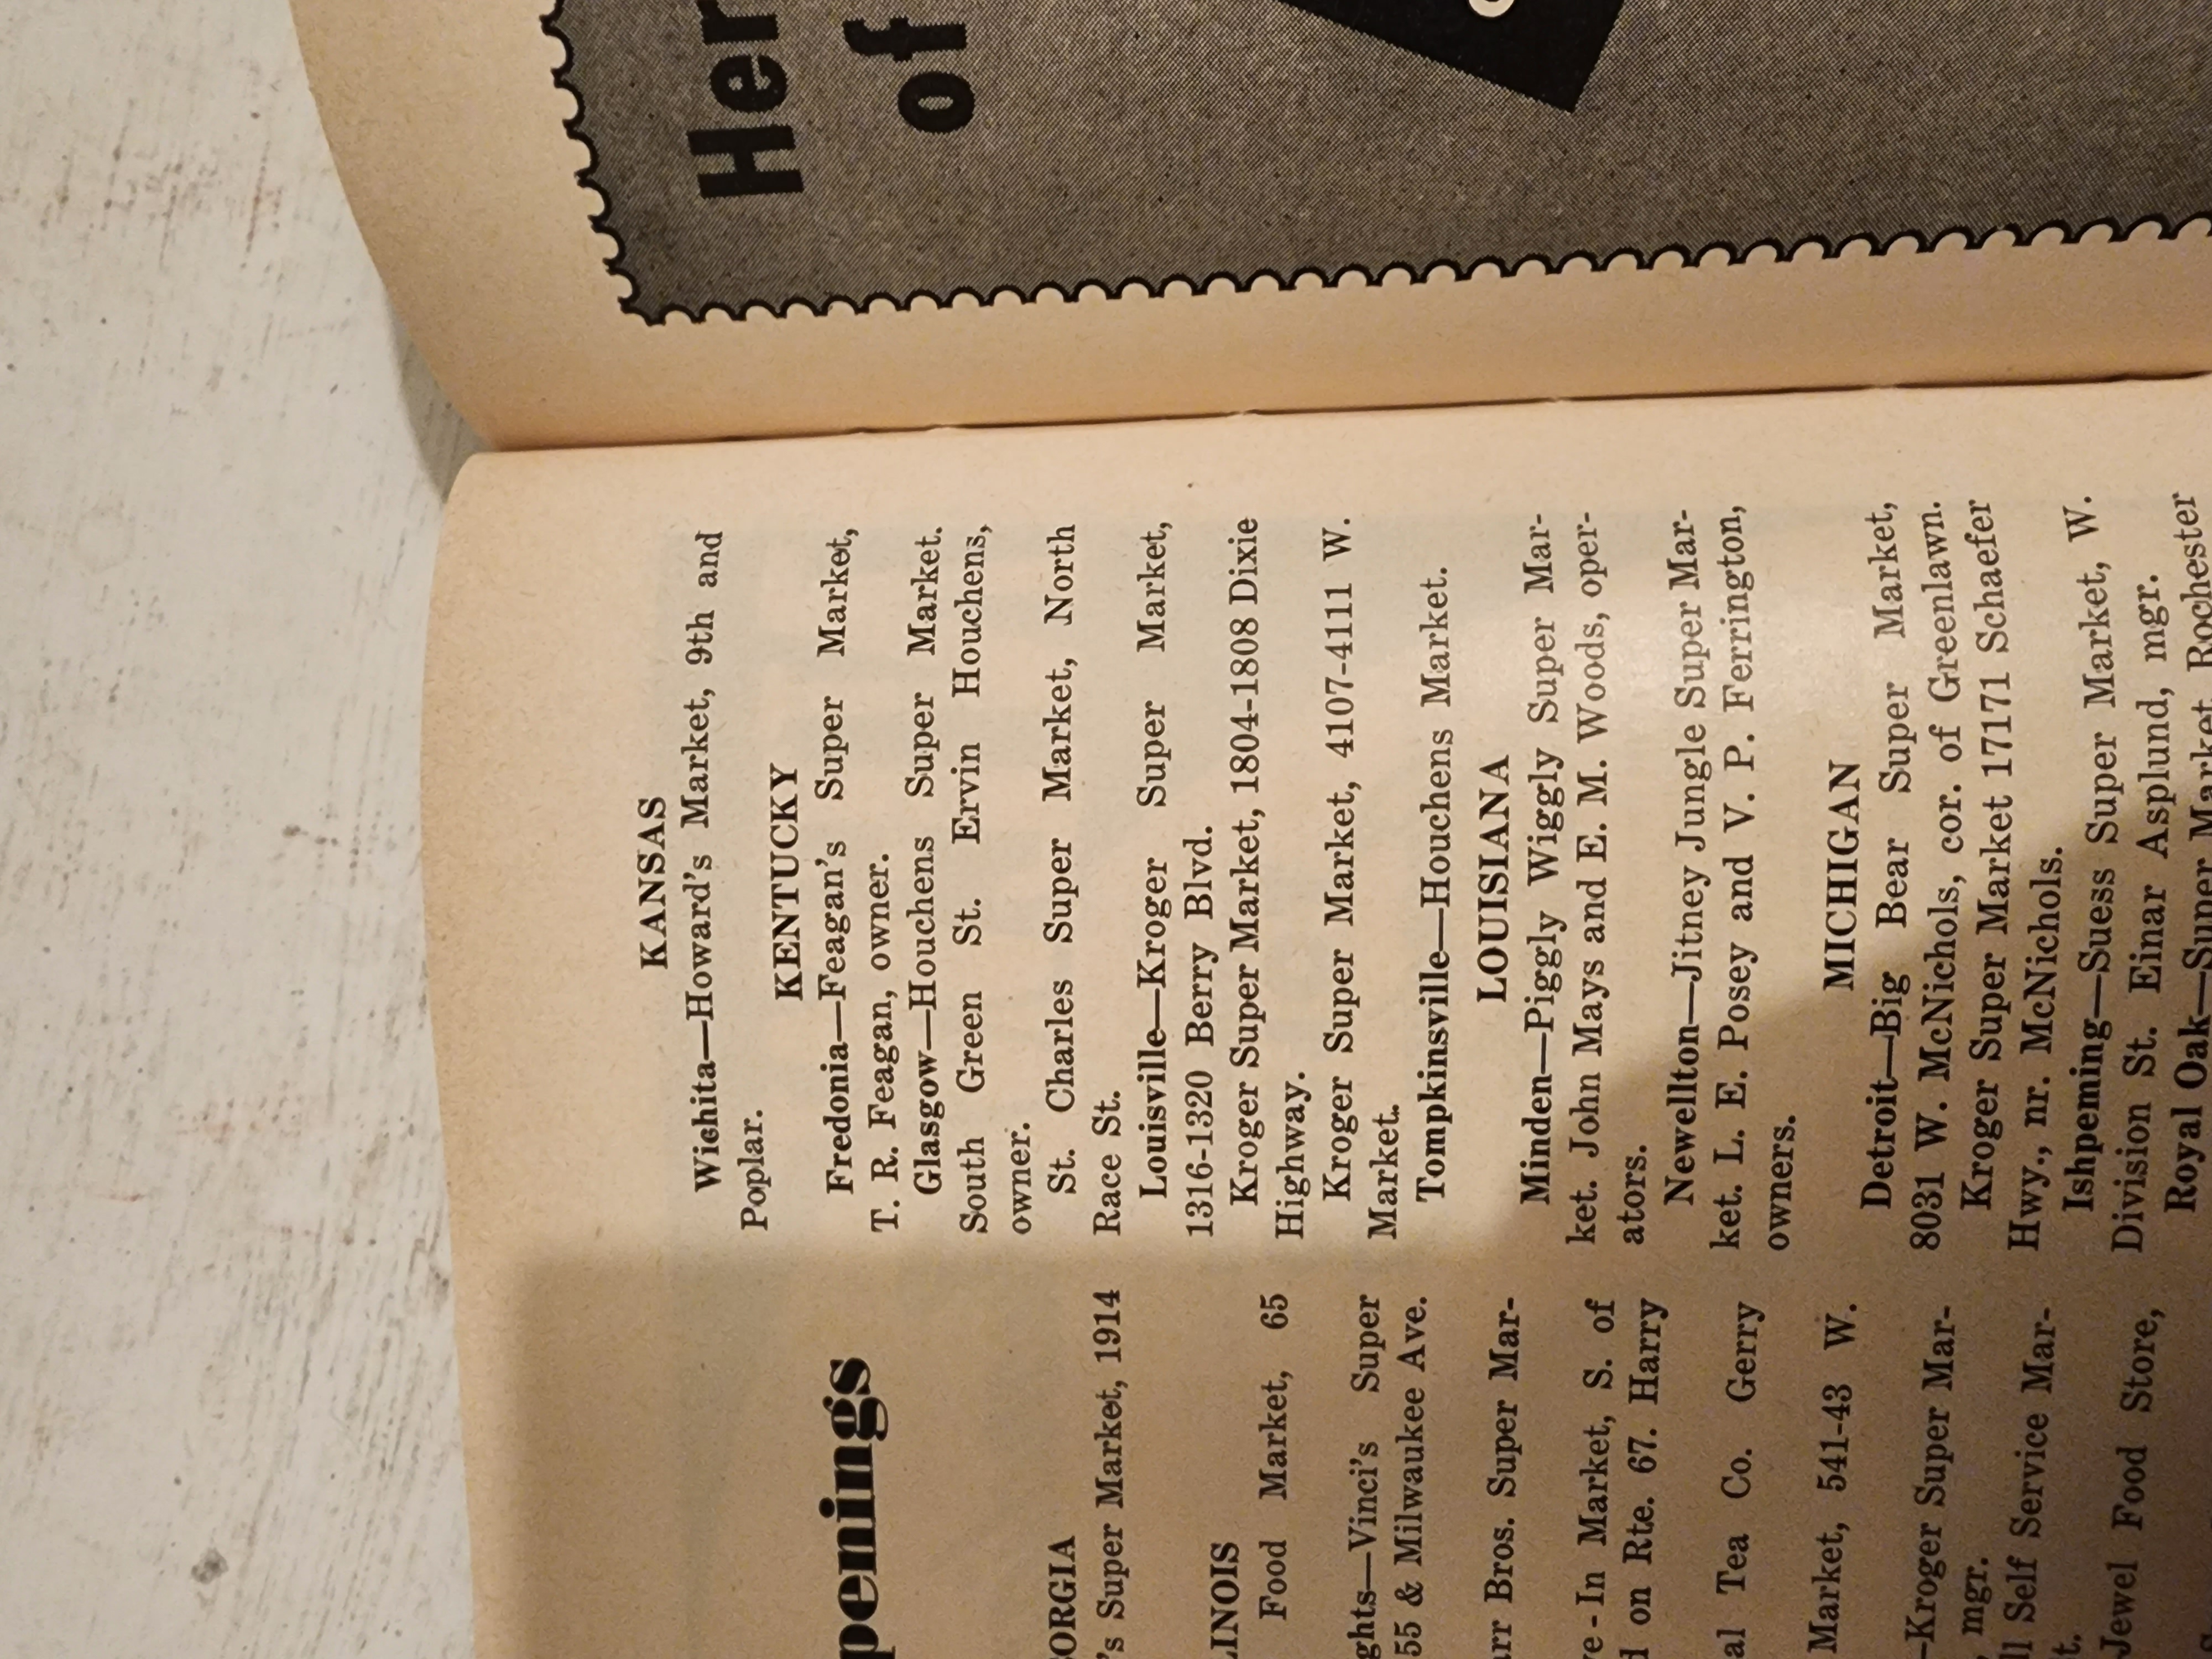 penings
ORGIA
's Super Market, 1914
LINOIS
Food Market, 65
ghts—Vinci's Super
55 & Milwaukee Ave.
arr Bros. Super Mar-
ve-In Market, S. of
d on Rte. 67. Harry
al Tea Co. Gerry
Market, 541-43 W.
—Kroger Super Mar-
, mgr.
ll Self Service Mar-
t.
Jewel Food Store,
KANSAS
Wichita—Howard's Market, 9th and
Poplar.
KENTUCKY
Fredonia—Feagan's Super Market,
T. R. Feagan, owner.
Glasgow—Houchens Super Market.
South Green St. Ervin Houchens,
owner.
St. Charles Super Market, North
Race St.
Louisville—Kroger Super Market,
1316-1320 Berry Blvd.
Kroger Super Market, 1804-1808 Dixie
Highway.
Kroger Super Market, 4107-4111 W.
Market.
Tompkinsville—Houchens Market.
LOUISIANA
Minden—Piggly Wiggly Super Mar-
ket. John Mays and E. M. Woods, oper-
ators.
Newellton—Jitney Jungle Super Mar-
ket. L. E. Posey and V. P. Ferrington,
owners.
MICHIGAN
Detroit—Big Bear Super Market,
8031 W. McNichols, cor. of Greenlawn.
Kroger Super Market 17171 Schaefer
Hwy., nr. McNichols.
Ishpeming—Suess Super Market, W.
Division St. Einar Asplund, mgr.
Royal Oak—Super Market, Rochester
Her
of